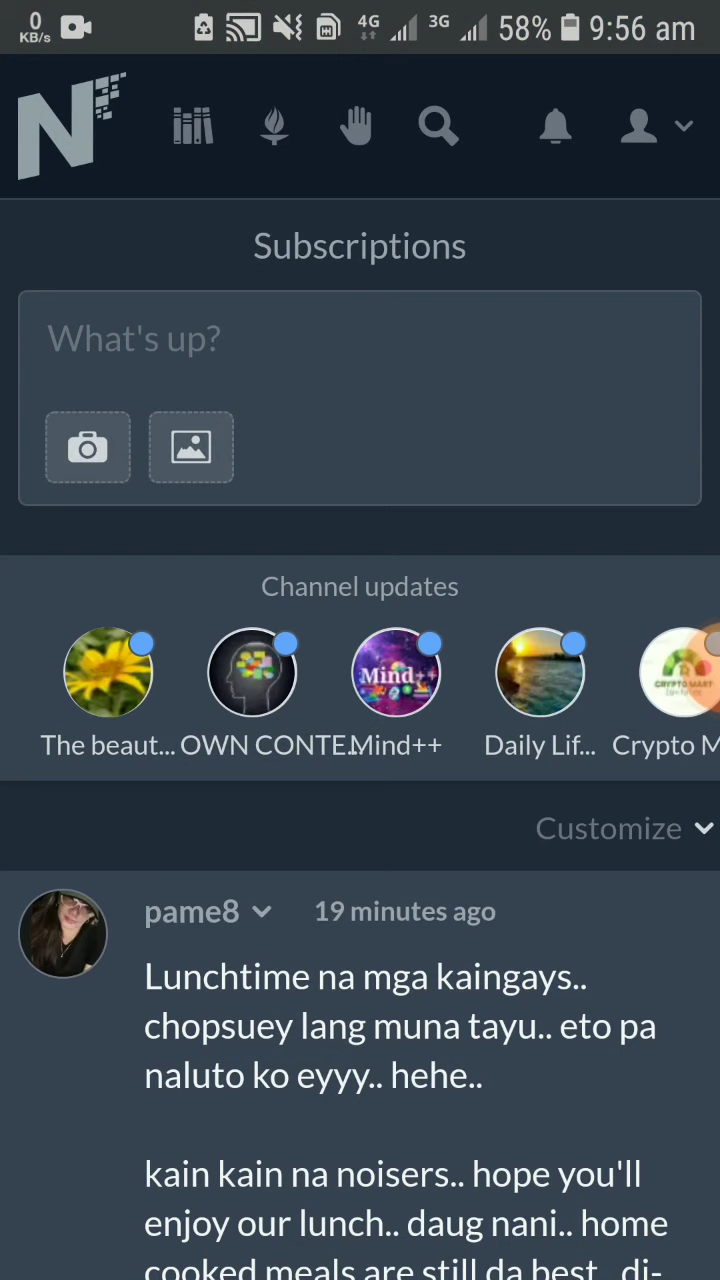 0
KB/s
4G
3G
58%
9:56 am
N
Subscriptions
What's up?
Channel updates
Mind++
CRYPTO MART
The beaut...
OWN CONTE...
Mind++
Daily Lif...
Crypto M
Customize
pame8
19 minutes ago
Lunchtime na mga kaingays..
chopsuey lang muna tayu.. eto pa
naluto ko eyyy.. hehe..
kain kain na noisers.. hope you'll
enjoy our lunch.. daug nani.. home
cooked meals are still da best.. di-